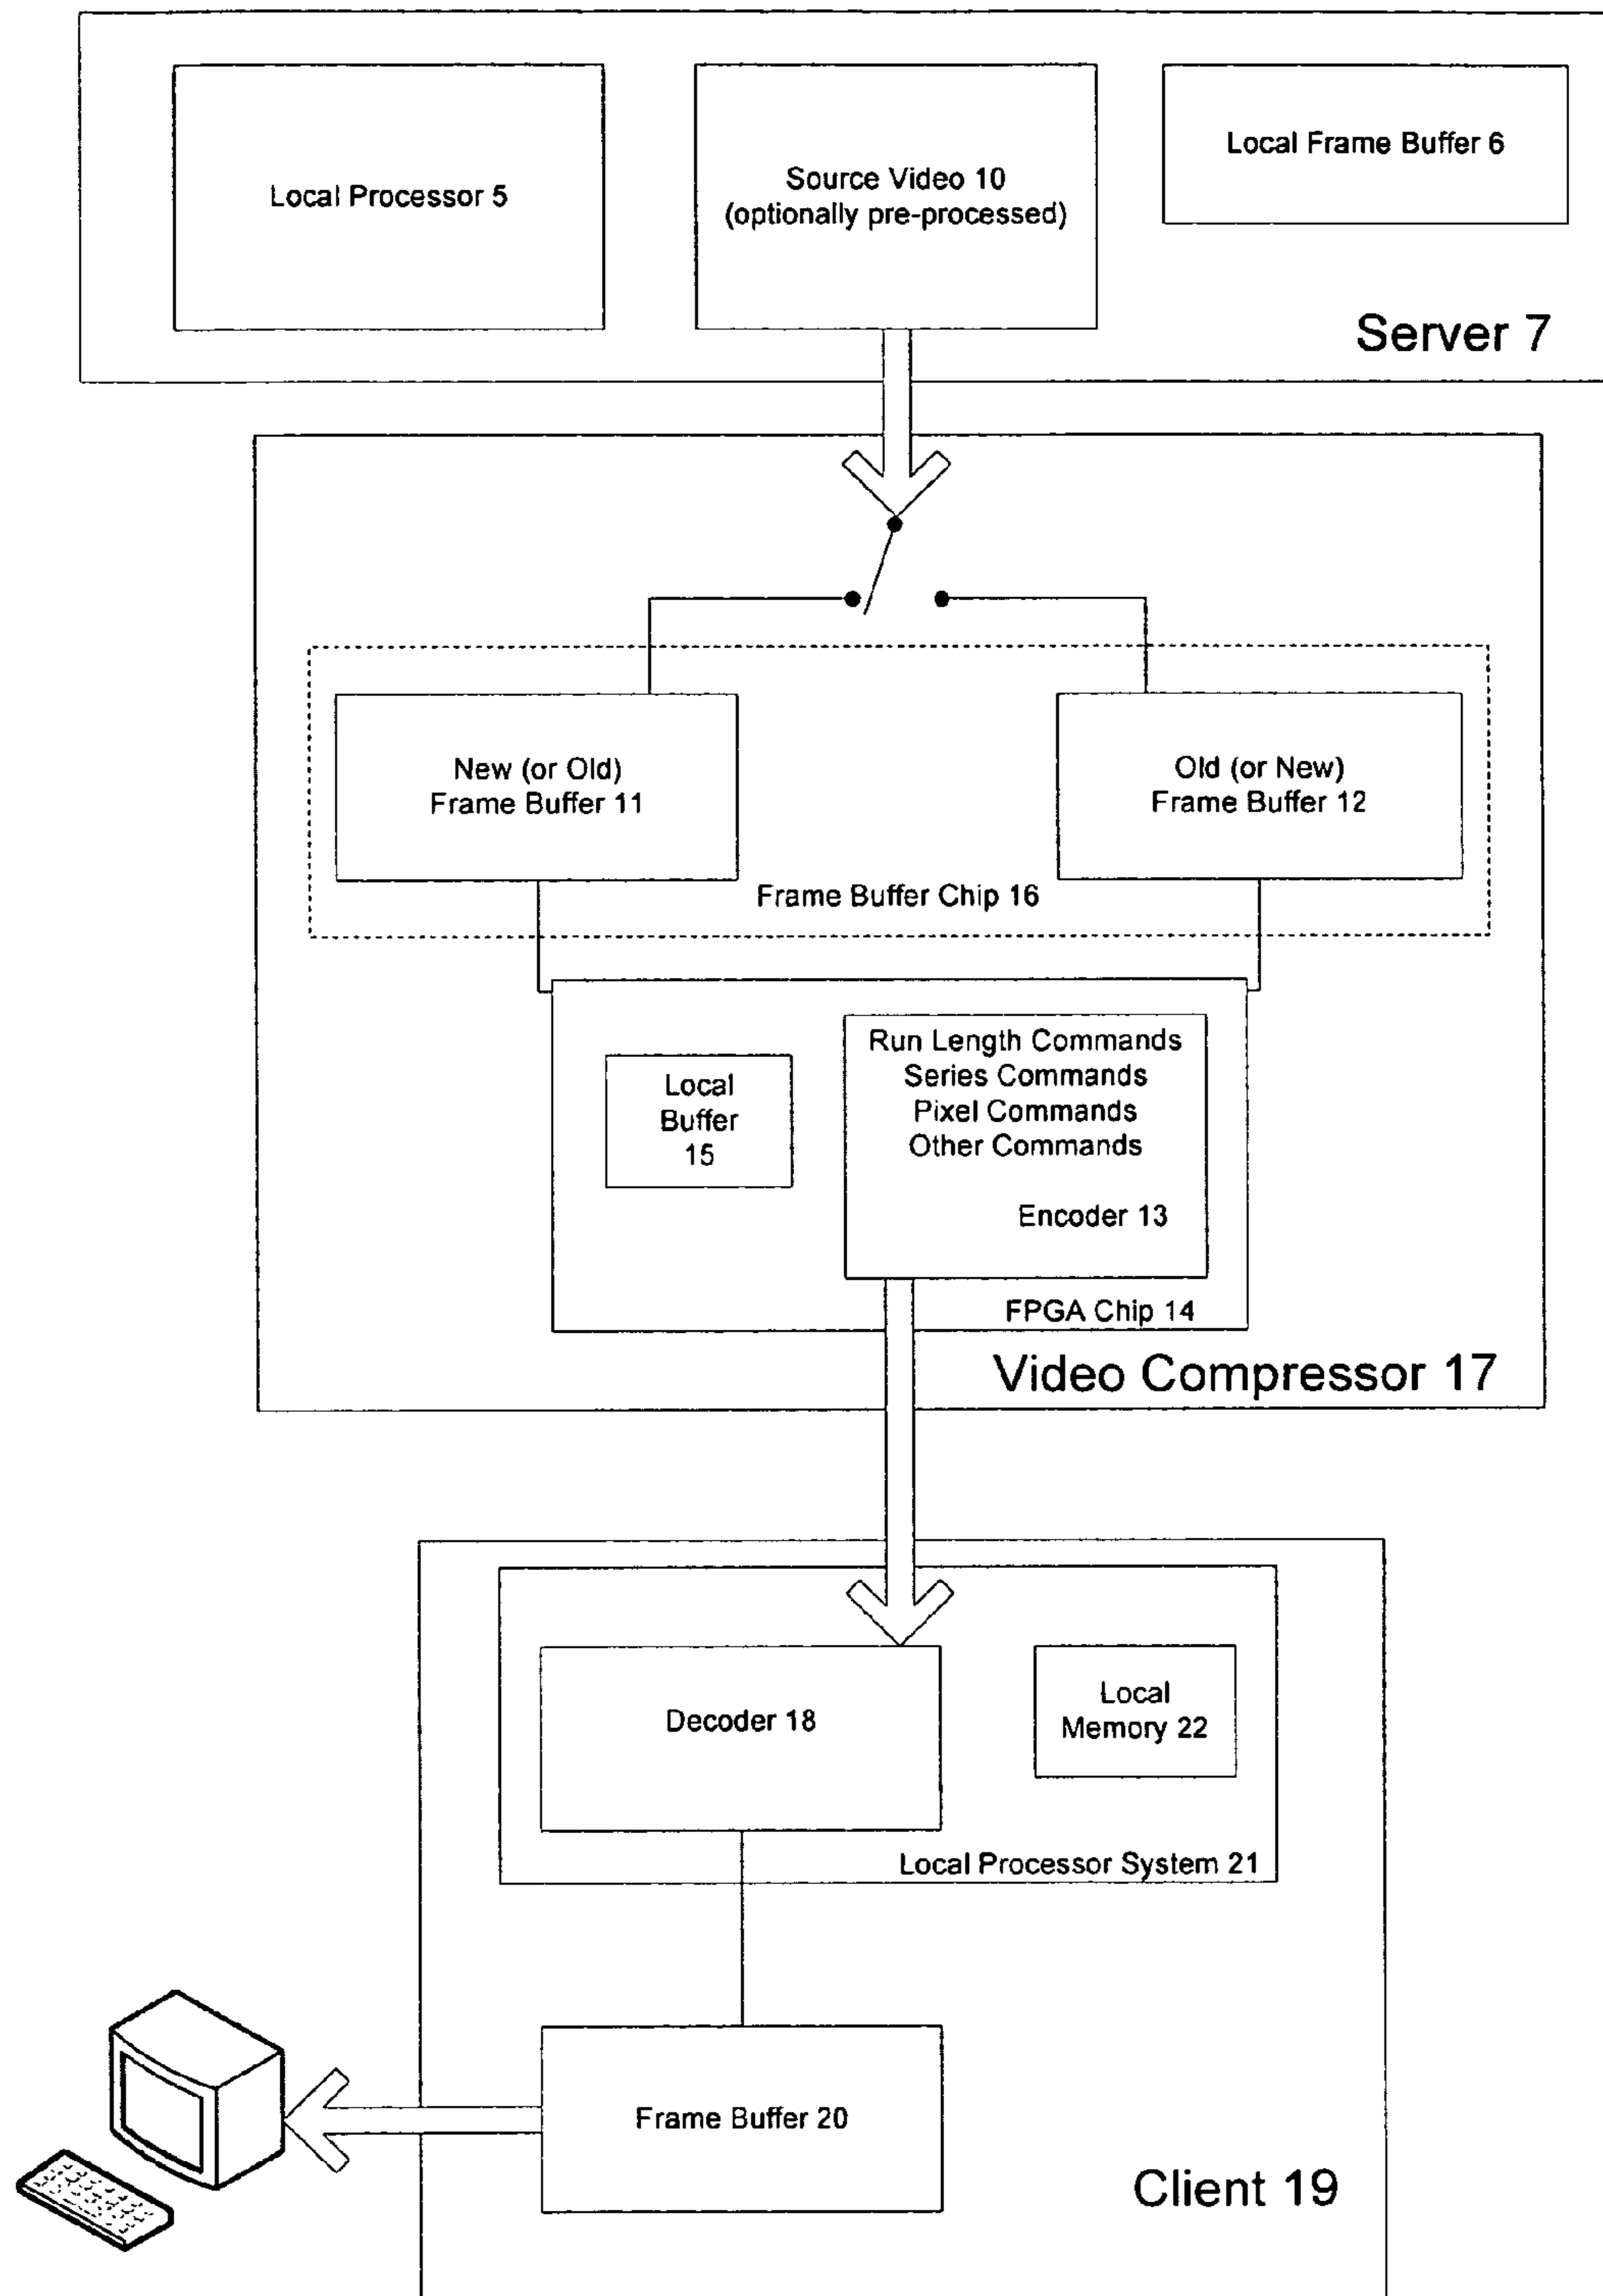 Local Processor 5
Source Video 10
(optionally pre-processed)
Local Frame Buffer 6
Server 7
New (or Old)
Frame Buffer 11
Old (or New)
Frame Buffer 12
Frame Buffer Chip 16
Local
Buffer
15
Run Length Commands
Series Commands
Pixel Commands
Other Commands
Encoder 13
FPGA Chip 14
Video Compressor 17
Decoder 18
Local
Memory 22
Local Processor System 21
Frame Buffer 20
Client 19